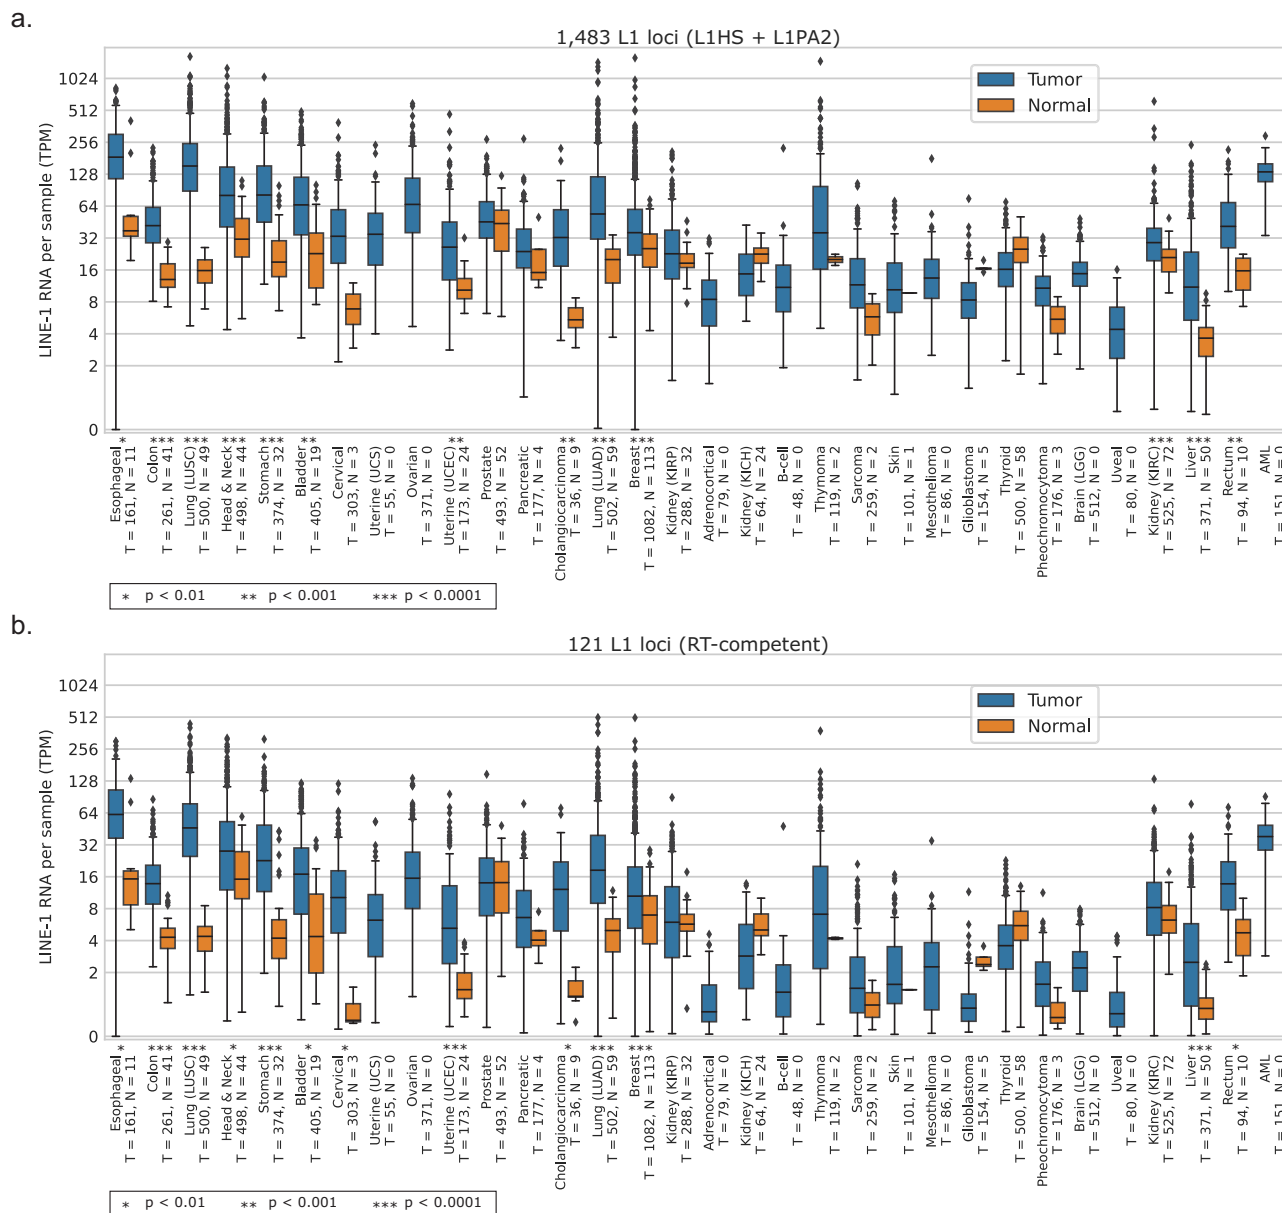 a.
1,483 L1 loci (L1HS + L1PA2)
LINE-1 RNA per sample (TPM)
1024
512
256
128
64
32
16
8
4
2
0
Tumor
Normal
Esophageal *
T = 161, N = 11
Colon ***
T = 261, N = 41
Lung (LUSC) ***
T = 500, N = 49
Head & Neck ***
T = 498, N = 44
Stomach ***
T = 374, N = 32
Bladder **
T = 405, N = 19
Cervical
T = 303, N = 3
Uterine (UCS)
T = 55, N = 0
Ovarian
T = 371, N = 0
Uterine (UCEC) **
T = 173, N = 24
Prostate
T = 493, N = 52
Pancreatic
T = 177, N = 4
Cholangiocarcinoma **
T = 36, N = 9
Lung (LUAD) ***
T = 502, N = 59
Breast ***
T = 1082, N = 113
Kidney (KIRP)
T = 288, N = 32
Adrenocortical
T = 79, N = 0
Kidney (KICH)
T = 64, N = 24
B-cell
T = 48, N = 0
Thymoma
T = 119, N = 2
Sarcoma
T = 259, N = 2
Skin
T = 101, N = 1
Mesothelioma
T = 86, N = 0
Glioblastoma
T = 154, N = 5
Thyroid
T = 500, N = 58
Pheochromocytoma
T = 176, N = 3
Brain (LGG)
T = 512, N = 0
Uveal
T = 80, N = 0
Kidney (KIRC) ***
T = 525, N = 72
Liver ***
T = 371, N = 50
Rectum **
T = 94, N = 10
AML
T = 151, N = 0
* p < 0.01 ** p < 0.001 *** p < 0.0001
b.
121 L1 loci (RT-competent)
LINE-1 RNA per sample (TPM)
1024
512
256
128
64
32
16
8
4
2
0
Tumor
Normal
Esophageal *
T = 161, N = 11
Colon ***
T = 261, N = 41
Lung (LUSC) ***
T = 500, N = 49
Head & Neck *
T = 498, N = 44
Stomach ***
T = 374, N = 32
Bladder *
T = 405, N = 19
Cervical *
T = 303, N = 3
Uterine (UCS)
T = 55, N = 0
Ovarian
T = 371, N = 0
Uterine (UCEC) ***
T = 173, N = 24
Prostate
T = 493, N = 52
Pancreatic
T = 177, N = 4
Cholangiocarcinoma *
T = 36, N = 9
Lung (LUAD) ***
T = 502, N = 59
Breast ***
T = 1082, N = 113
Kidney (KIRP)
T = 288, N = 32
Adrenocortical
T = 79, N = 0
Kidney (KICH)
T = 64, N = 24
B-cell
T = 48, N = 0
Thymoma
T = 119, N = 2
Sarcoma
T = 259, N = 2
Skin
T = 101, N = 1
Mesothelioma
T = 86, N = 0
Glioblastoma
T = 154, N = 5
Thyroid
T = 500, N = 58
Pheochromocytoma
T = 176, N = 3
Brain (LGG)
T = 512, N = 0
Uveal
T = 80, N = 0
Kidney (KIRC)
T = 525, N = 72
Liver ***
T = 371, N = 50
Rectum *
T = 94, N = 10
AML
T = 151, N = 0
* p < 0.01 ** p < 0.001 *** p < 0.0001